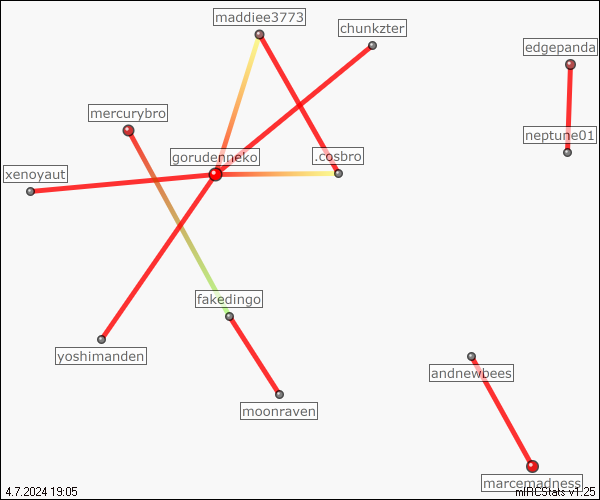 maddiee3773
chunkzter
edgepanda
mercurybro
neptune01
gorudenneko
.cosbro
xenoyaut
fakedingo
yoshimanden
andnewbees
moonraven
marcemadness
4.7.2024 19:05
mIRCStats v1.25